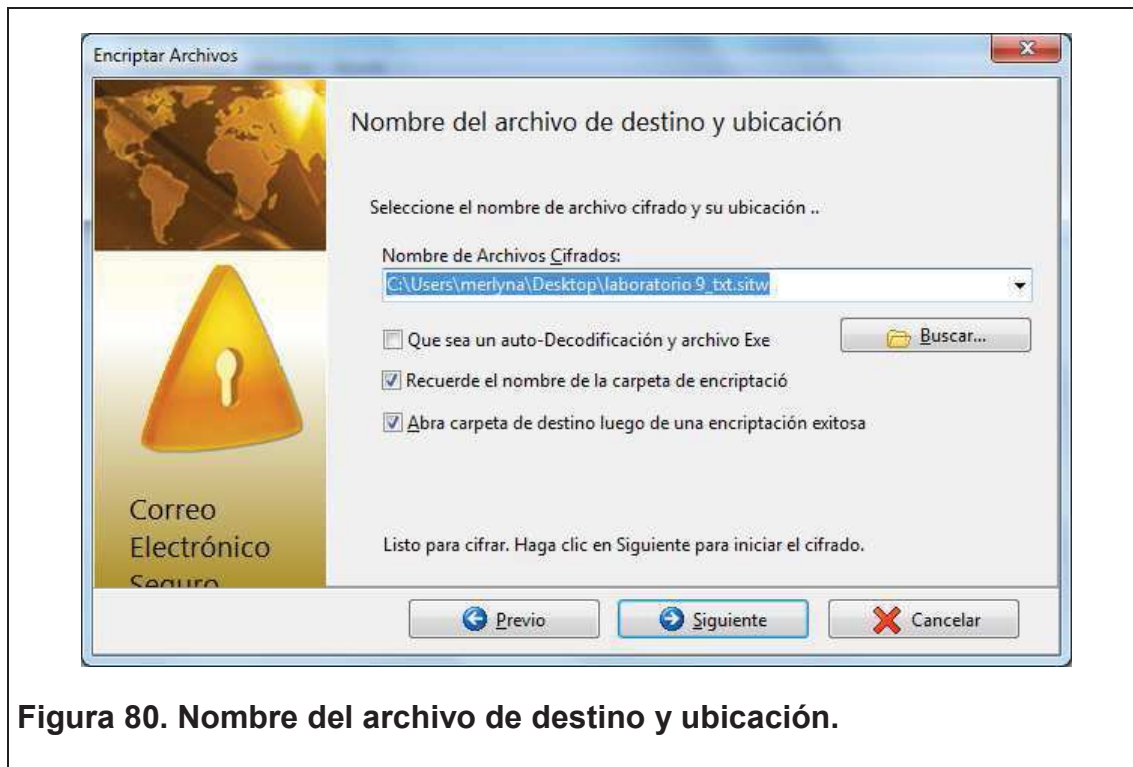 Encriptar Archivos
Nombre del archivo de destino y ubicación
Seleccione el nombre de archivo cifrado y su ubicación ..
Nombre de Archivos Cifrados:
C:\Users\merlyna\Desktop\laboratorio 9_txt.sitw
Que sea un auto-Decodificación y archivo Exe
Buscar...
Recuerde el nombre de la carpeta de encriptació
Abra carpeta de destino luego de una encriptación exitosa
Correo
Electrónico
Seguro
Listo para cifrar. Haga clic en Siguiente para iniciar el cifrado.
Previo
Siguiente
Cancelar
Figura 80. Nombre del archivo de destino y ubicación.